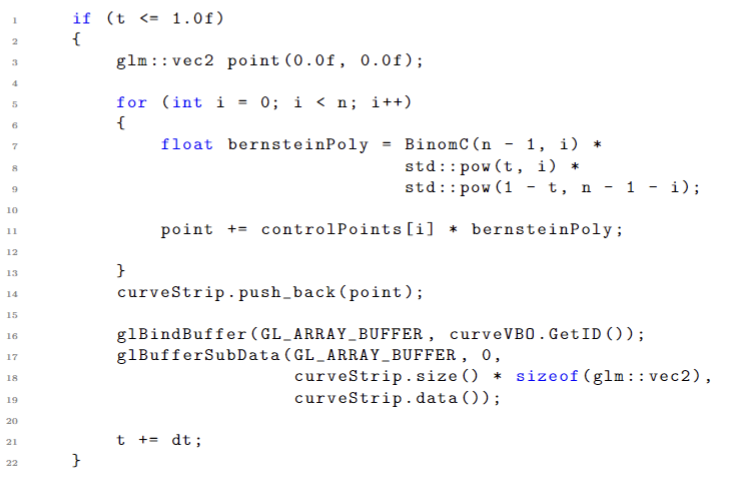 1 if (t <= 1.0f)
2 {
3 glm::vec2 point(0.0f, 0.0f);
4
5 for (int i = 0; i < n; i++)
6 {
7 float bernsteinPoly = BinomC(n - 1, i) *
8 std::pow(t, i) *
9 std::pow(1 - t, n - 1 - i);
10
11 point += controlPoints[i] * bernsteinPoly;
12
13 }
14 curveStrip.push_back(point);
15
16 glBindBuffer(GL_ARRAY_BUFFER, curveVBO.GetID());
17 glBufferSubData(GL_ARRAY_BUFFER, 0,
18 curveStrip.size() * sizeof(glm::vec2),
19 curveStrip.data());
20
21 t += dt;
22 }